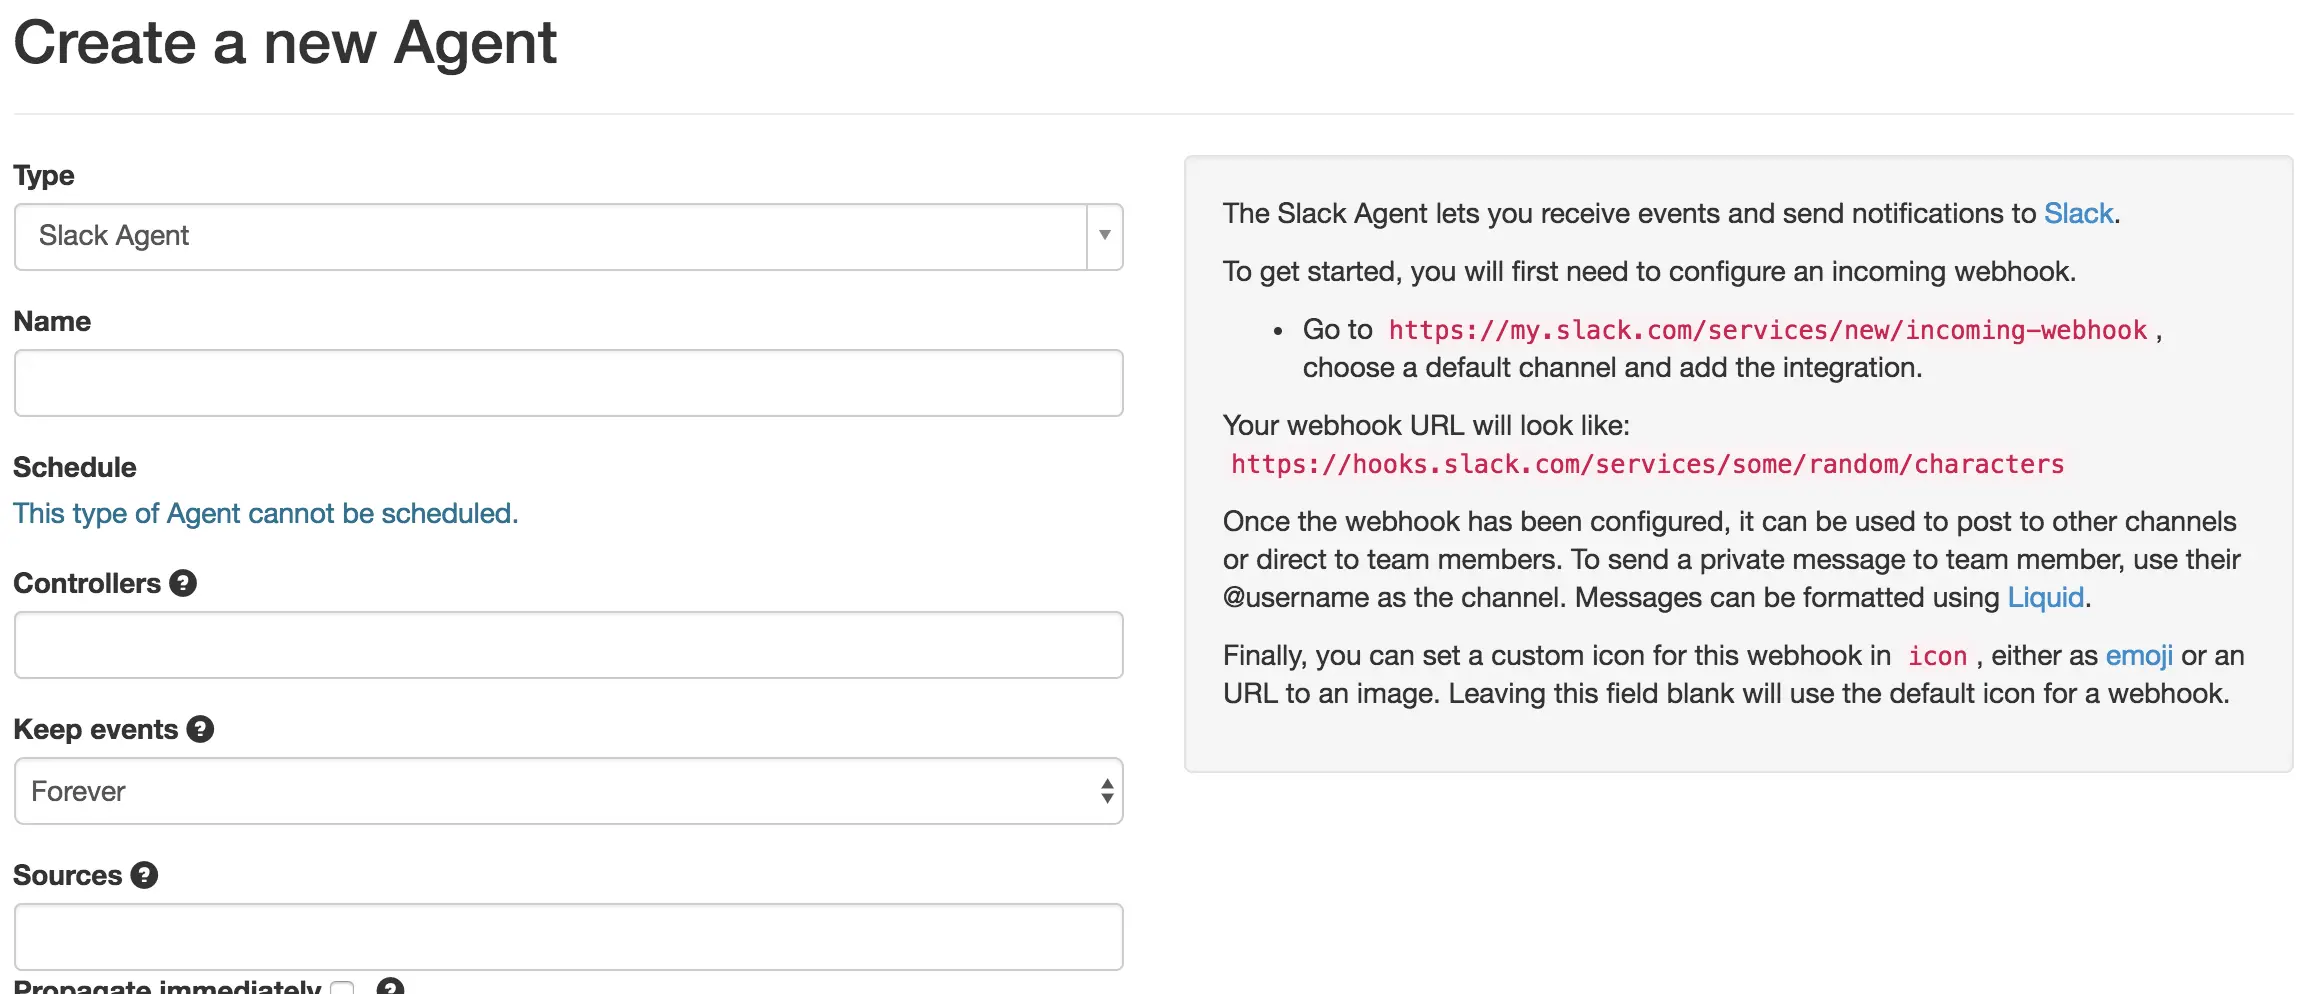 Create a new Agent
Type
Slack Agent
Name
Schedule
This type of Agent cannot be scheduled.
Controllers ?
Keep events ?
Forever
Sources ?
Propagate immediately ?
The Slack Agent lets you receive events and send notifications to Slack.
To get started, you will first need to configure an incoming webhook.
• Go to https://my.slack.com/services/new/incoming-webhook ,
choose a default channel and add the integration.
Your webhook URL will look like:
https://hooks.slack.com/services/some/random/characters
Once the webhook has been configured, it can be used to post to other channels
or direct to team members. To send a private message to team member, use their
@username as the channel. Messages can be formatted using Liquid.
Finally, you can set a custom icon for this webhook in icon , either as emoji or an
URL to an image. Leaving this field blank will use the default icon for a webhook.